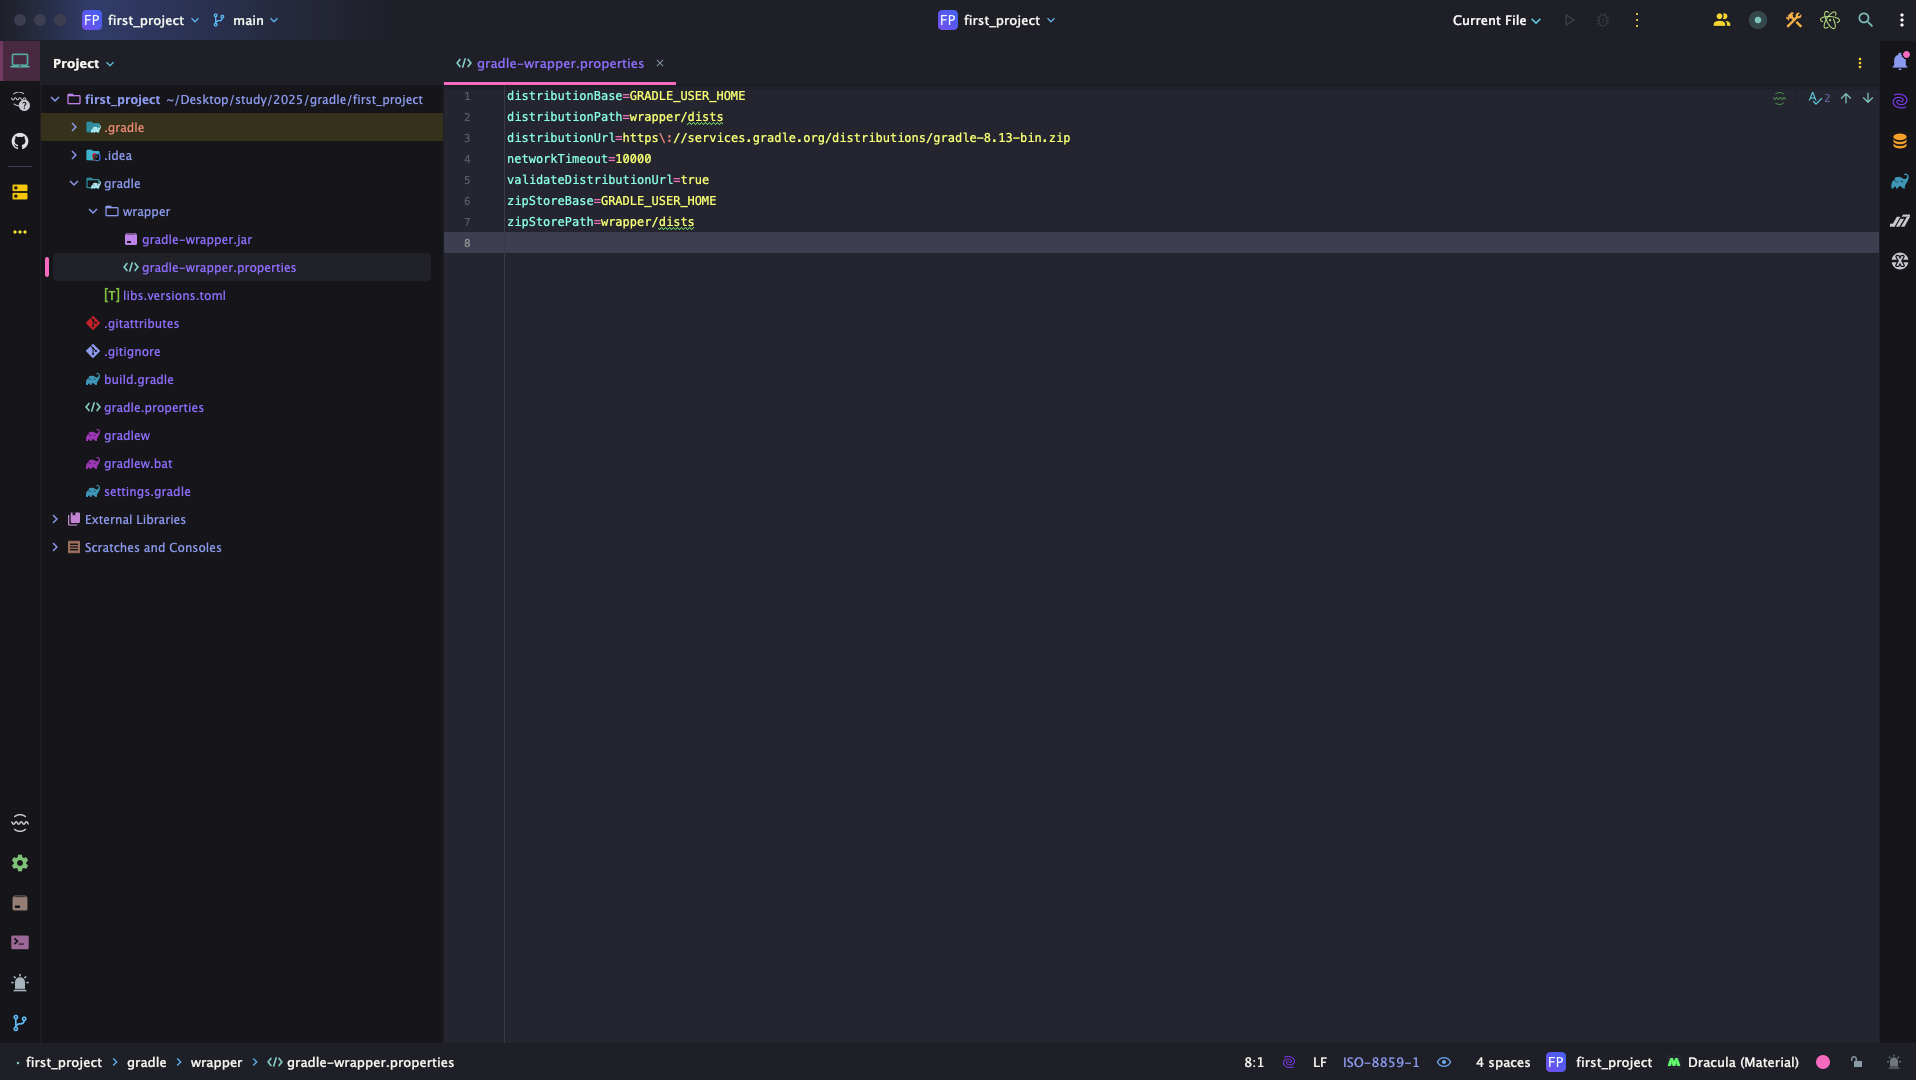 FP first_project
main
FP first_project
Current File
Project
gradle-wrapper.properties
first_project ~/Desktop/study/2025/gradle/first_project
.gradle
.idea
gradle
wrapper
gradle-wrapper.jar
gradle-wrapper.properties
[T] libs.versions.toml
.gitattributes
.gitignore
build.gradle
gradle.properties
gradlew
gradlew.bat
settings.gradle
External Libraries
Scratches and Consoles
1 distributionBase=GRADLE_USER_HOME
2 distributionPath=wrapper/dists
3 distributionUrl=https\://services.gradle.org/distributions/gradle-8.13-bin.zip
4 networkTimeout=10000
5 validateDistributionUrl=true
6 zipStoreBase=GRADLE_USER_HOME
7 zipStorePath=wrapper/dists
8
2
first_project > gradle > wrapper > gradle-wrapper.properties
8:1 LF ISO-8859-1 4 spaces FP first_project Dracula (Material)